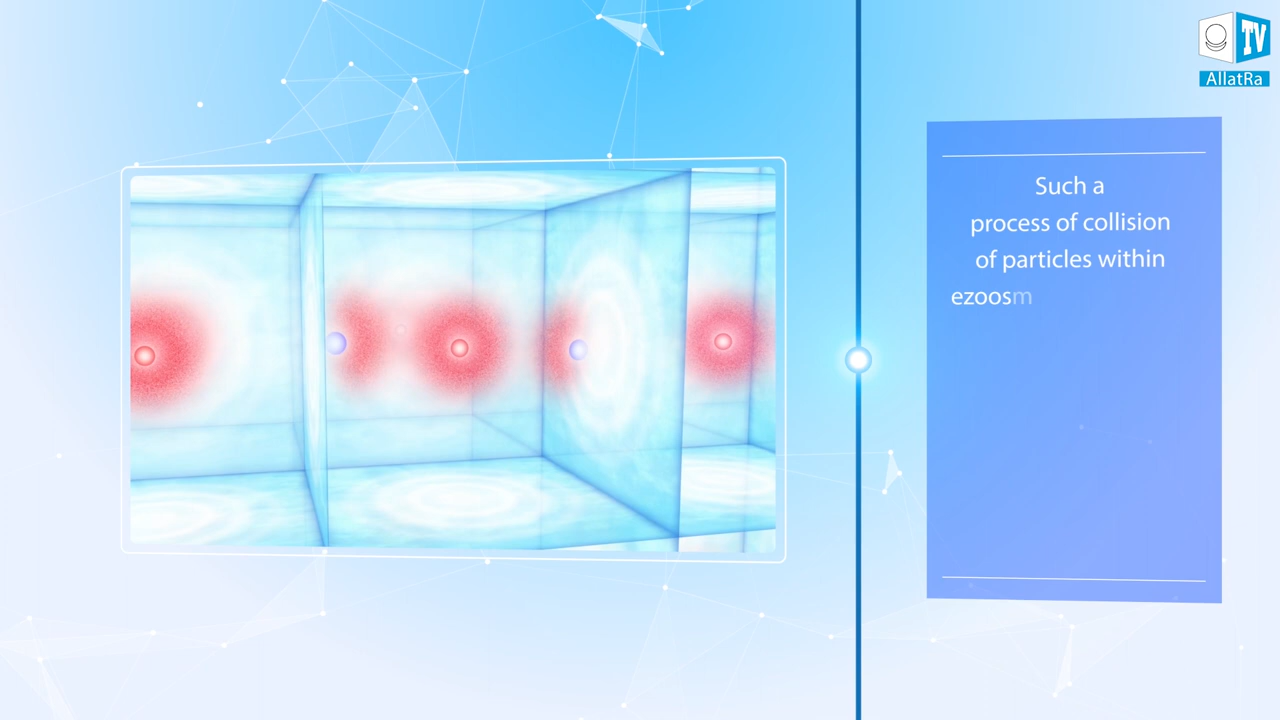 TV
AllatRa
Such a
process of collision
of particles within
ezoosm